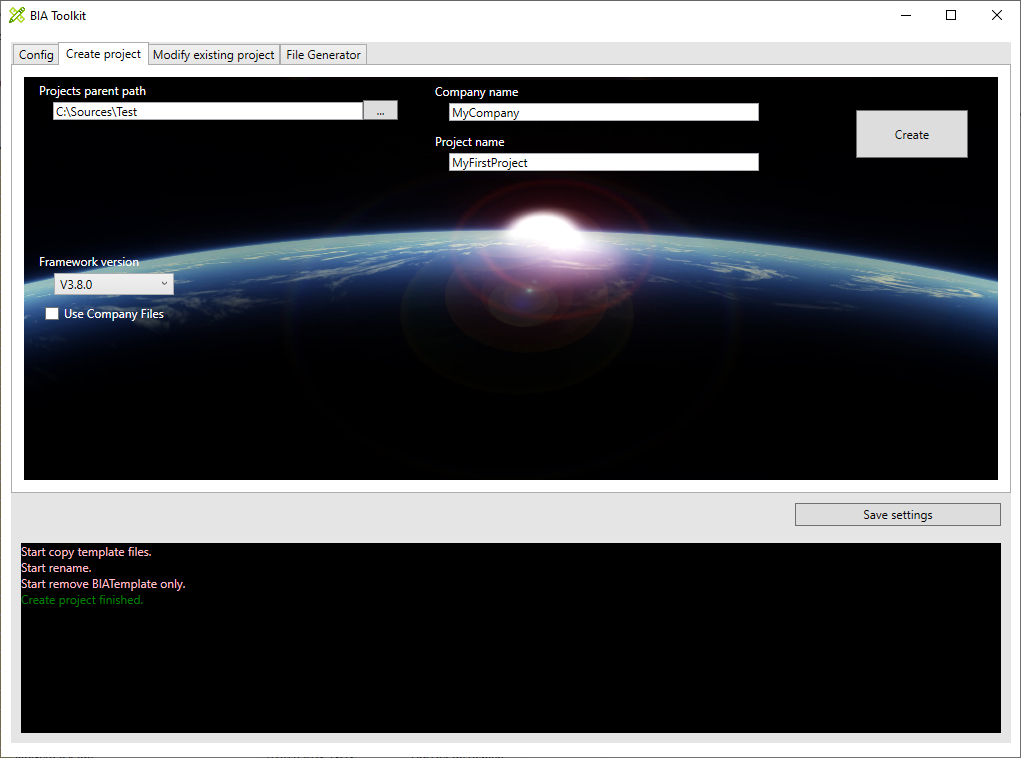 BIA Toolkit
Config
Create project
Modify existing project
File Generator
Projects parent path
C:\Sources\Test
...
Company name
MyCompany
Project name
MyFirstProject
Create
Framework version
V3.8.0
Use Company Files
Save settings
Start copy template files.
Start rename.
Start remove BIATemplate only.
Create project finished.